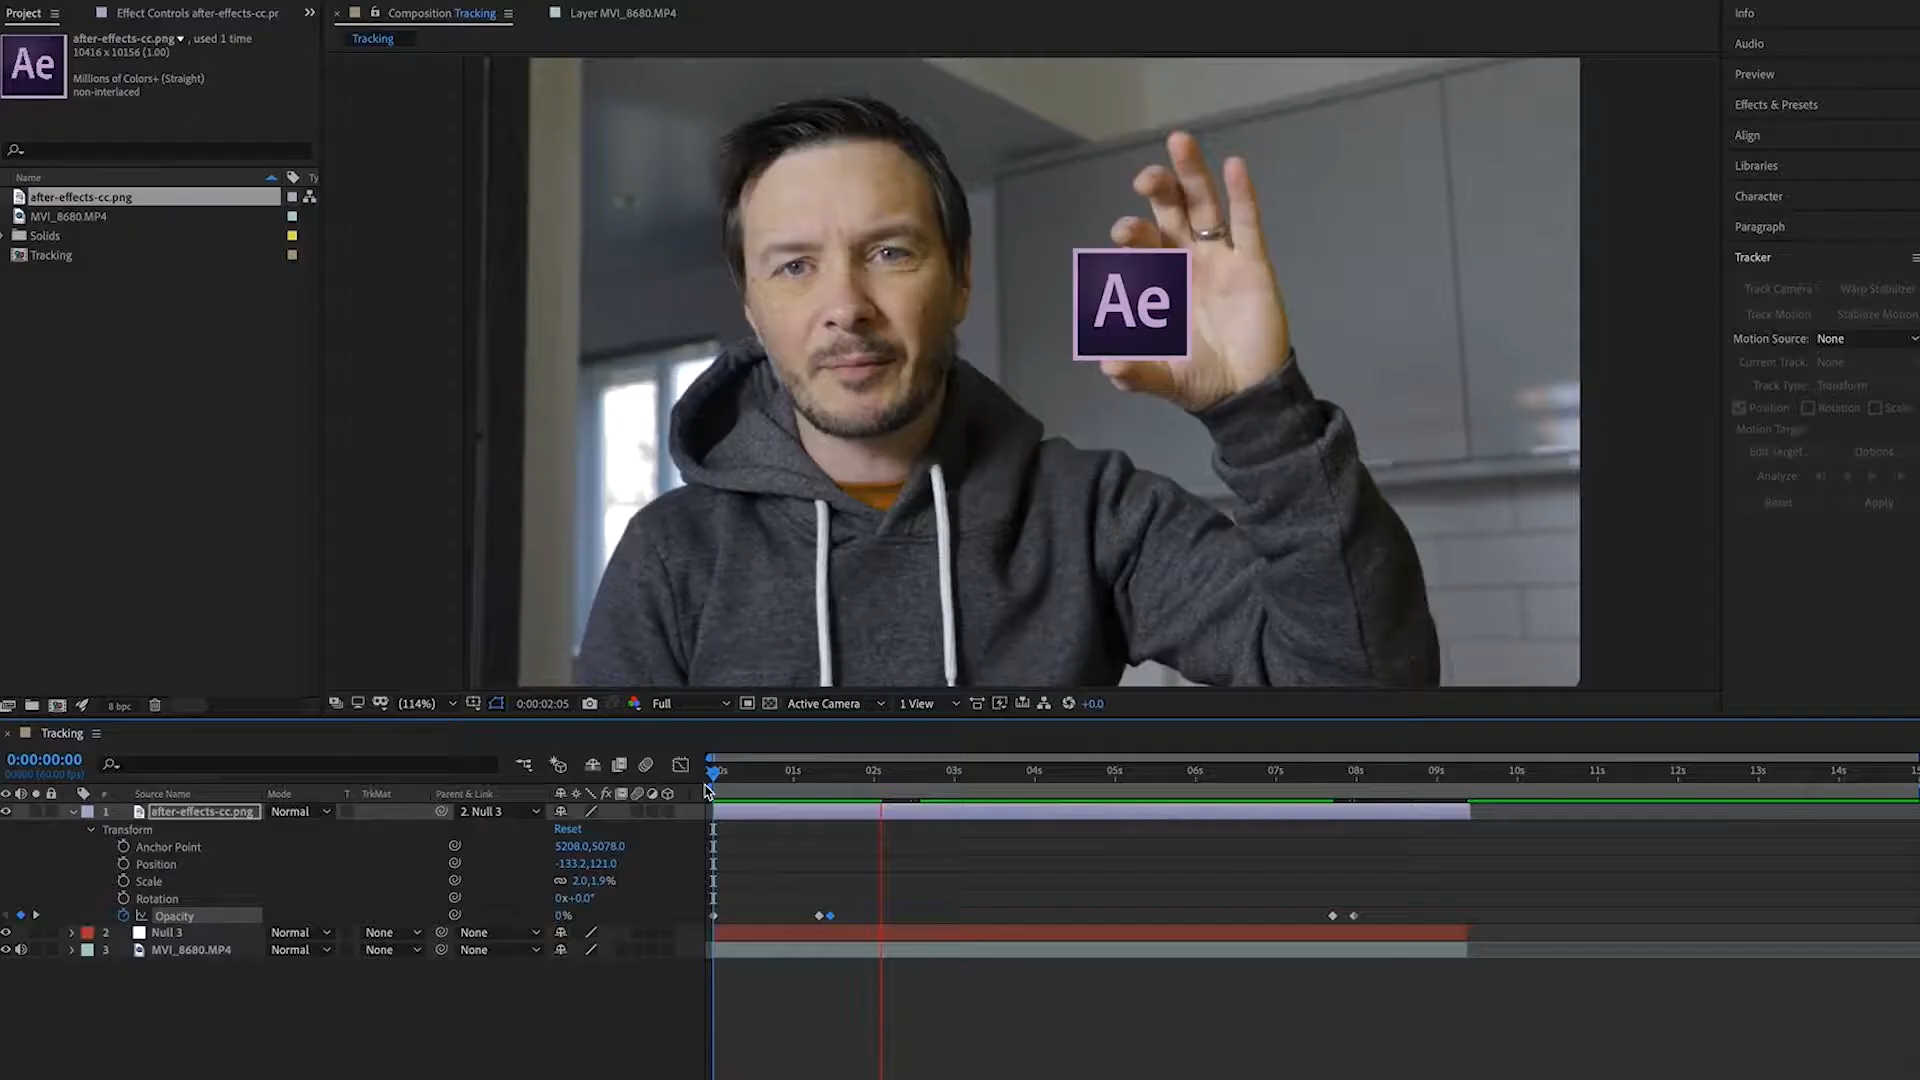 Project
Effect Controls after-effects-cc.pr
Composition Tracking
Layer MVI_8680.MP4
Info
after-effects-cc.png , used 1 time
Tracking
10416 x 10156 (1.00)
Audio
Ae
Millions of Colors+ (Straight)
Preview
non-interlaced
Effects & Presets
Align
Libraries
Name
Ty
after-effects-cc.png
Character
MVI_8680.MP4
Paragraph
Solids
Tracking
Tracker
Track Camera Warp Stabilizer
Ae
Track Motion Stabilize Motion
Motion Source: None
Current Track: None
Track Type: Transform
Position Rotation Scale
Motion Targe
Edit Target... Options...
Analyze:
Reset Apply
8 bpc
(114%)
0:00:02:05
Full
Active Camera
1 View
+0.0
Tracking
0:00:00:00
00000 (60.00 fps)
00s 01s 02s 03s 04s 05s 06s 07s 08s 09s 10s 11s 12s 13s 14s 15
# Source Name Mode T TrkMat Parent & Link fx
1 after-effects-cc.png Normal 2. Null 3
Transform Reset
Anchor Point 5208.0,5078.0
Position -133.2,121.0
Scale 2.0,1.9%
Rotation 0x+0.0°
Opacity 0%
2 Null 3 Normal None None
3 MVI_8680.MP4 Normal None None